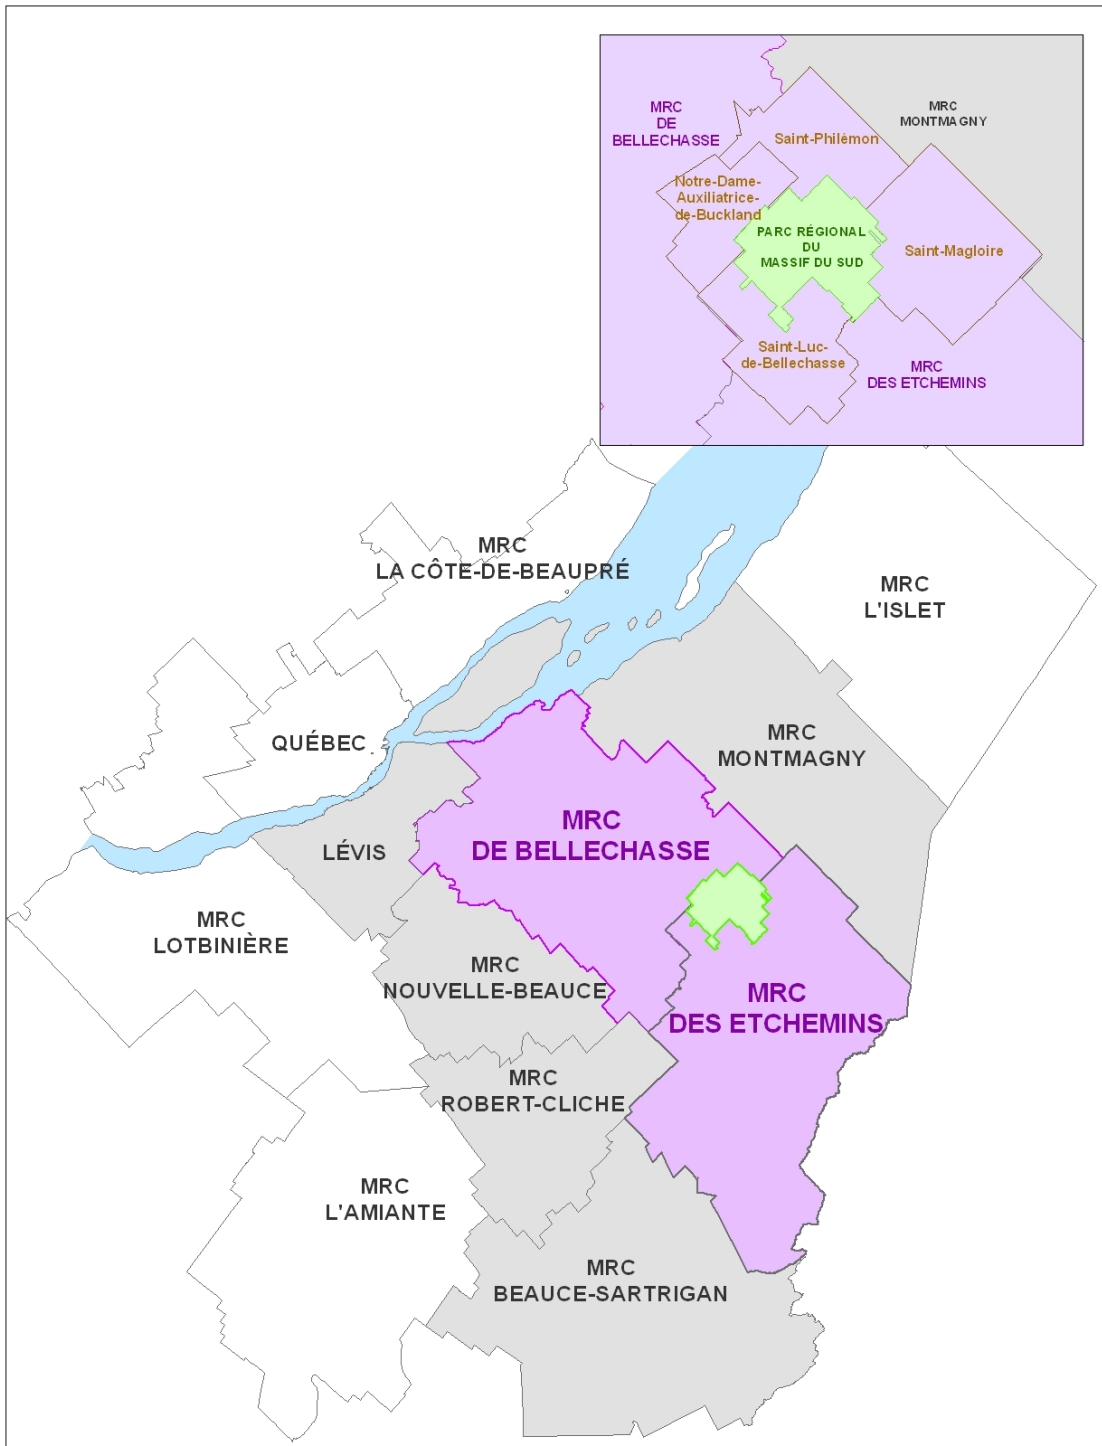 MRC
DE
BELLECHASSE
MRC
MONTMAGNY
Saint-Philémon
Notre-Dame-
Auxiliatrice-
de-Buckland
PARC RÉGIONAL
DU
MASSIF DU SUD
Saint-Magloire
Saint-Luc-
de-Bellechasse
MRC
DES ETCHEMINS
MRC
LA CÔTE-DE-BEAUPRÉ
MRC
L'ISLET
QUÉBEC
MRC
MONTMAGNY
MRC
DE BELLECHASSE
LÉVIS
MRC
LOTBINIÈRE
MRC
NOUVELLE-BEAUCE
MRC
DES ETCHEMINS
MRC
ROBERT-CLICHE
MRC
L'AMIANTE
MRC
BEAUCE-SARTRIGAN